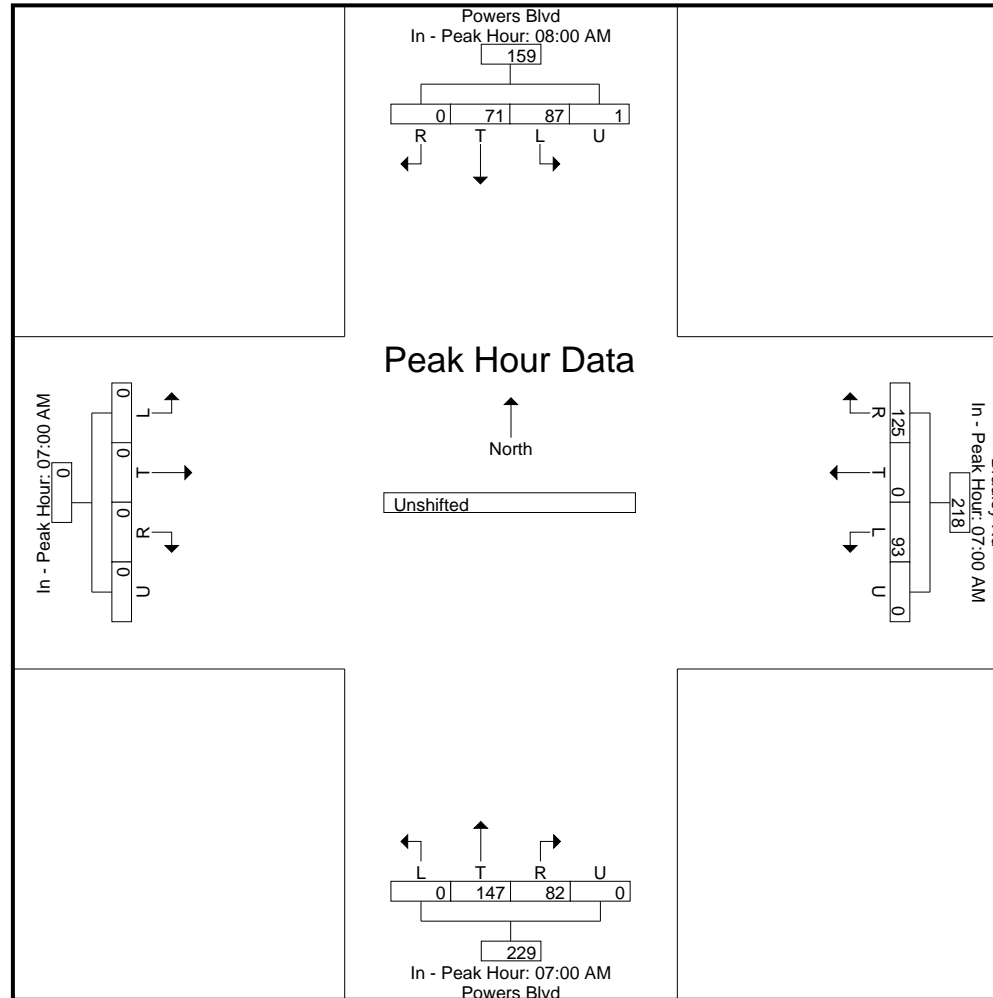 Powers Blvd
In - Peak Hour: 08:00 AM
159
0 71 87 1
R T L U
Peak Hour Data
North
Unshifted
In - Peak Hour: 07:00 AM
0
0 0 0 0
L T R U
R T L U
125 0 93 0
218
In - Peak Hour: 07:00 AM
L T R U
0 147 82 0
229
In - Peak Hour: 07:00 AM
Powers Blvd